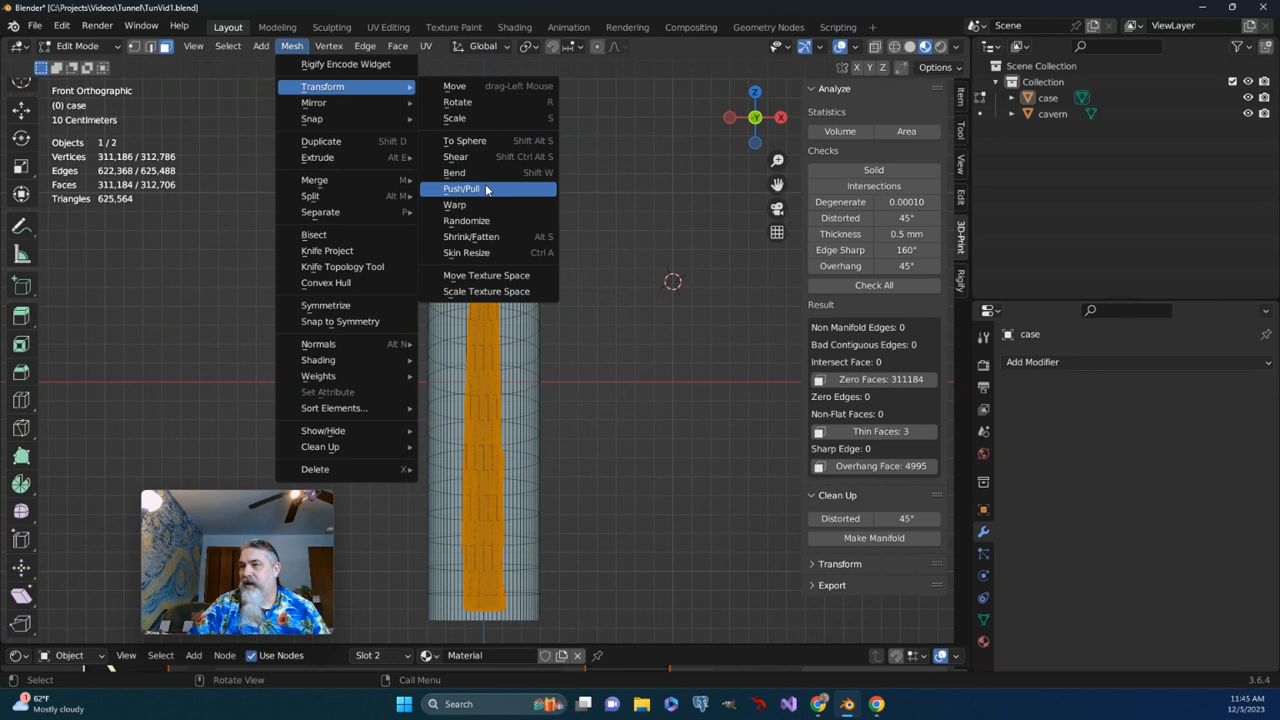 Blender* [C:\Projects\Videos\Tunnel\TunVid1.blend]
File Edit Render Window Help Layout Modeling Sculpting UV Editing Texture Paint Shading Animation Rendering Compositing Geometry Nodes Scripting Scene ViewLayer
Edit Mode View Select Add Mesh Vertex Edge Face UV Global
X Y Z Options
Front Orthographic
(0) case
10 Centimeters
Objects 1 / 2
Vertices 311,186 / 312,786
Edges 622,368 / 625,488
Faces 311,184 / 312,706
Triangles 625,564
Rigify Encode Widget
Transform
Mirror
Snap
Duplicate Shift D
Extrude Alt E
Merge M
Split Alt M
Separate P
Bisect
Knife Project
Knife Topology Tool
Convex Hull
Symmetrize
Snap to Symmetry
Normals Alt N
Shading
Weights
Set Attribute
Sort Elements...
Show/Hide
Clean Up
Delete X
Move drag-Left Mouse
Rotate R
Scale S
To Sphere Shift Alt S
Shear Shift Ctrl Alt S
Bend Shift W
Push/Pull
Warp
Randomize
Shrink/Fatten Alt S
Skin Resize Ctrl A
Move Texture Space
Scale Texture Space
Z
-Y
X
Analyze
Statistics
Volume Area
Checks
Solid
Intersections
Degenerate 0.00010
Distorted 45°
Thickness 0.5 mm
Edge Sharp 160°
Overhang 45°
Check All
Result
Non Manifold Edges: 0
Bad Contiguous Edges: 0
Intersect Face: 0
Zero Faces: 311184
Zero Edges: 0
Non-Flat Faces: 0
Thin Faces: 3
Sharp Edge: 0
Overhang Face: 4995
Clean Up
Distorted 45°
Make Manifold
Transform
Export
Item
Tool
View
Edit
3D-Print
Rigify
Scene Collection
Collection
case
cavern
case
Add Modifier
Object View Select Add Node Use Nodes Slot 2 Material
Select Rotate View Call Menu 3.6.4
1
62°F
Mostly cloudy
Search
11:45 AM
12/5/2023